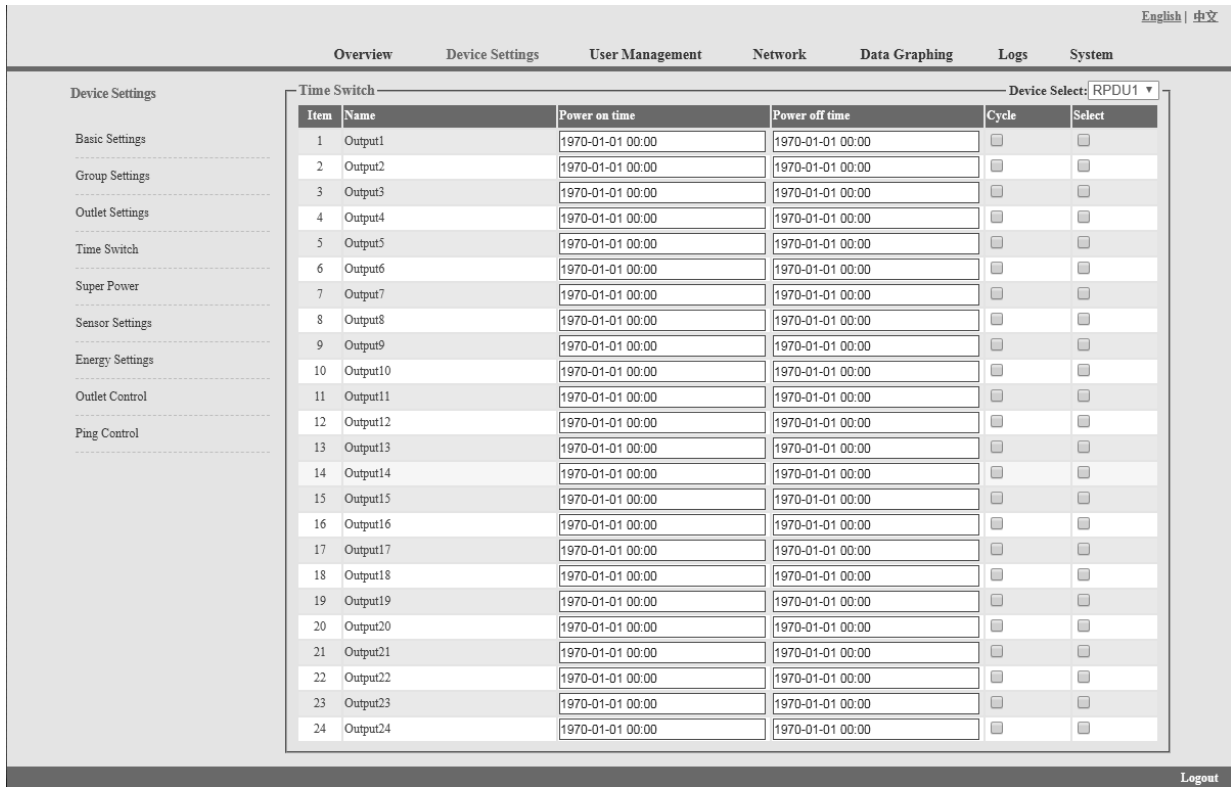 English | 中文
Overview Device Settings User Management Network Data Graphing Logs System
Device Settings
Basic Settings
Group Settings
Outlet Settings
Time Switch
Super Power
Sensor Settings
Energy Settings
Outlet Control
Ping Control
Time Switch Device Select: RPDU1
Item Name Power on time Power off time Cycle Select
1 Output1 1970-01-01 00:00 1970-01-01 00:00
2 Output2 1970-01-01 00:00 1970-01-01 00:00
3 Output3 1970-01-01 00:00 1970-01-01 00:00
4 Output4 1970-01-01 00:00 1970-01-01 00:00
5 Output5 1970-01-01 00:00 1970-01-01 00:00
6 Output6 1970-01-01 00:00 1970-01-01 00:00
7 Output7 1970-01-01 00:00 1970-01-01 00:00
8 Output8 1970-01-01 00:00 1970-01-01 00:00
9 Output9 1970-01-01 00:00 1970-01-01 00:00
10 Output10 1970-01-01 00:00 1970-01-01 00:00
11 Output11 1970-01-01 00:00 1970-01-01 00:00
12 Output12 1970-01-01 00:00 1970-01-01 00:00
13 Output13 1970-01-01 00:00 1970-01-01 00:00
14 Output14 1970-01-01 00:00 1970-01-01 00:00
15 Output15 1970-01-01 00:00 1970-01-01 00:00
16 Output16 1970-01-01 00:00 1970-01-01 00:00
17 Output17 1970-01-01 00:00 1970-01-01 00:00
18 Output18 1970-01-01 00:00 1970-01-01 00:00
19 Output19 1970-01-01 00:00 1970-01-01 00:00
20 Output20 1970-01-01 00:00 1970-01-01 00:00
21 Output21 1970-01-01 00:00 1970-01-01 00:00
22 Output22 1970-01-01 00:00 1970-01-01 00:00
23 Output23 1970-01-01 00:00 1970-01-01 00:00
24 Output24 1970-01-01 00:00 1970-01-01 00:00
Logout